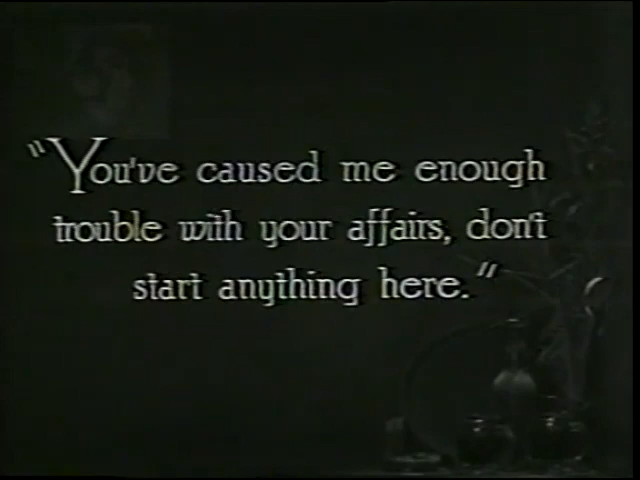 "You've caused me enough
trouble with your affairs, don't
start anything here."